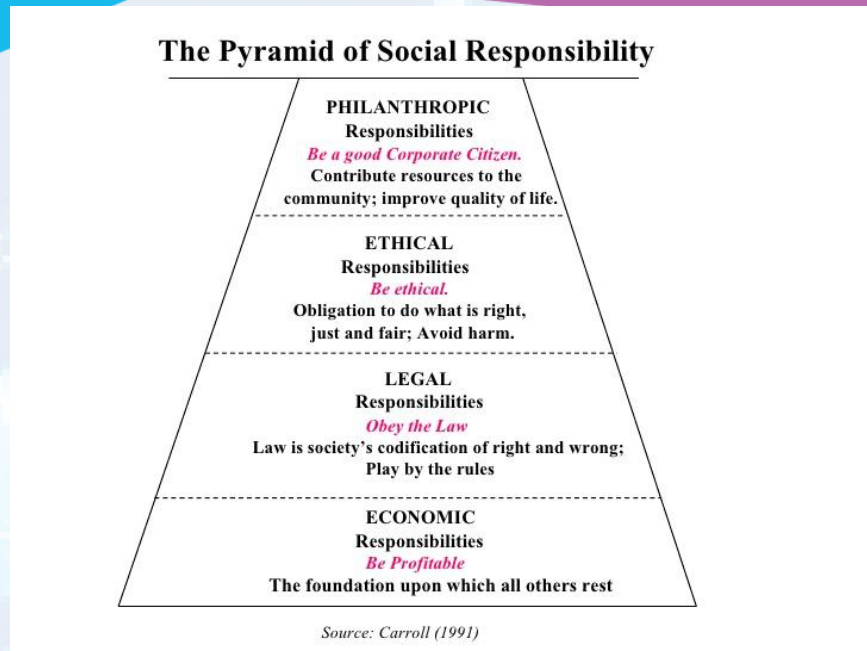 The Pyramid of Social Responsibility
PHILANTHROPIC
Responsibilities
Be a good Corporate Citizen.
Contribute resources to the
community; improve quality of life.
ETHICAL
Responsibilities
Be ethical.
Obligation to do what is right,
just and fair; Avoid harm.
LEGAL
Responsibilities
Obey the Law
Law is society's codification of right and wrong;
Play by the rules
ECONOMIC
Responsibilities
Be Profitable
The foundation upon which all others rest
Source: Carroll (1991)